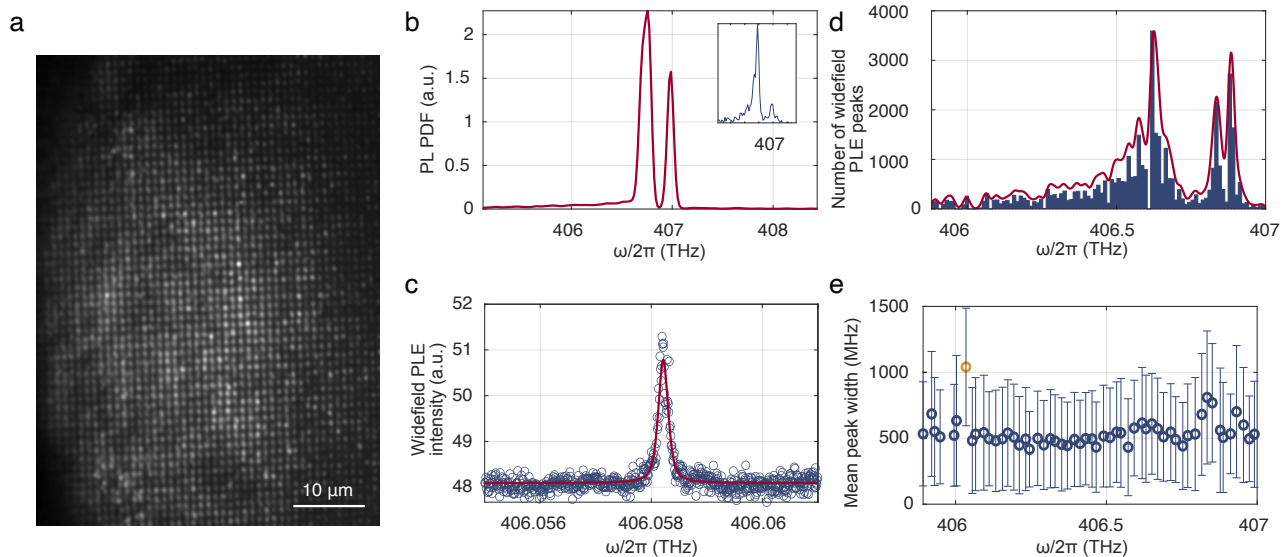 a
10 μm
b
PL PDF (a.u.)
2
1.5
1
0.5
0
406
407
408
ω/2π (THz)
407
c
Widefield PLE
intensity (a.u.)
52
51
50
49
48
406.056
406.058
406.06
ω/2π (THz)
d
Number of widefield
PLE peaks
4000
3000
2000
1000
0
406
406.5
407
ω/2π (THz)
e
Mean peak width (MHz)
1500
1000
500
0
406
406.5
407
ω/2π (THz)